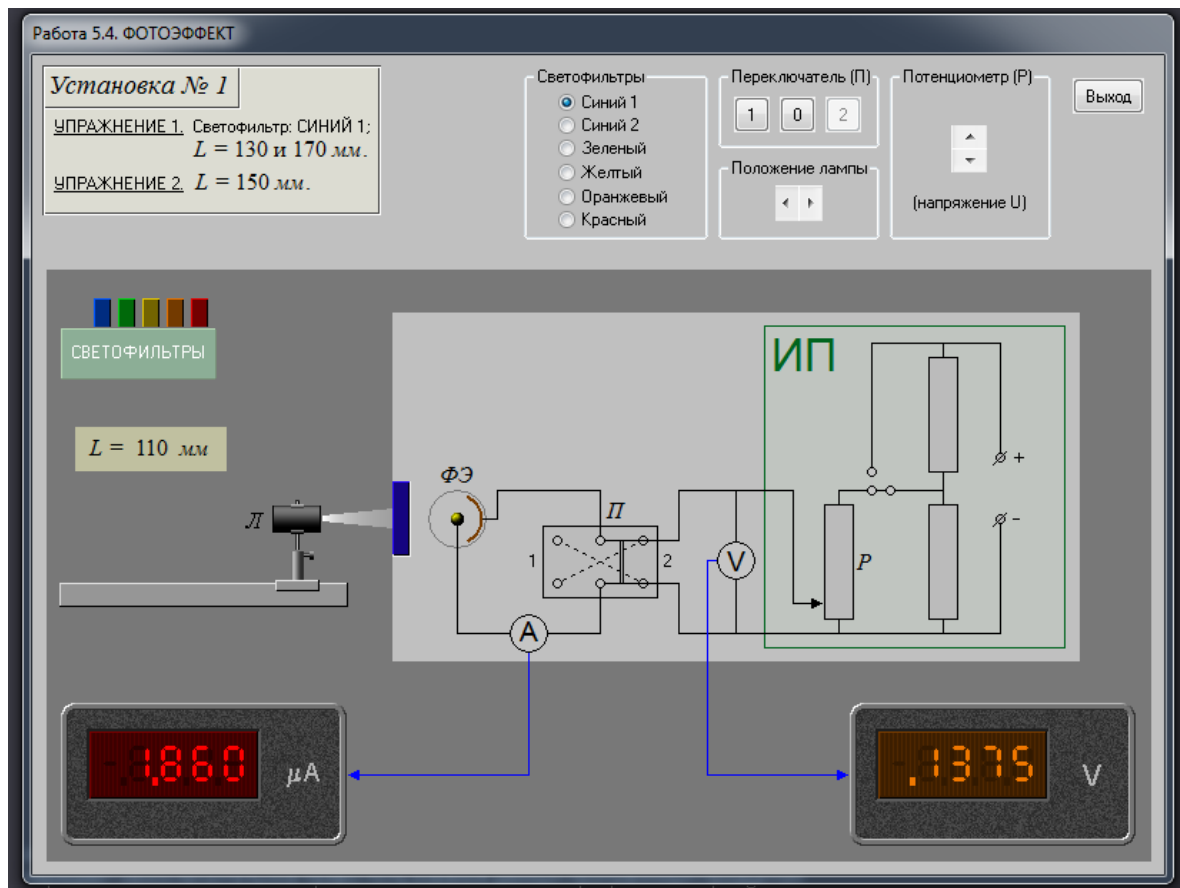 Работа 5.4. ФОТОЭФФЕКТ
Установка № 1
УПРАЖНЕНИЕ 1. Светофильтр: СИНИЙ 1;
L = 130 и 170 мм.
УПРАЖНЕНИЕ 2. L = 150 мм.
Светофильтры
Синий 1
Синий 2
Зеленый
Желтый
Оранжевый
Красный
Переключатель (П)
1 0 2
Положение лампы
Потенциометр (Р)
(напряжение U)
Выход
СВЕТОФИЛЬТРЫ
L = 110 мм
Л
ФЭ
П
1
2
A
V
ИП
P
+
-
1,860 μA
,1375 V